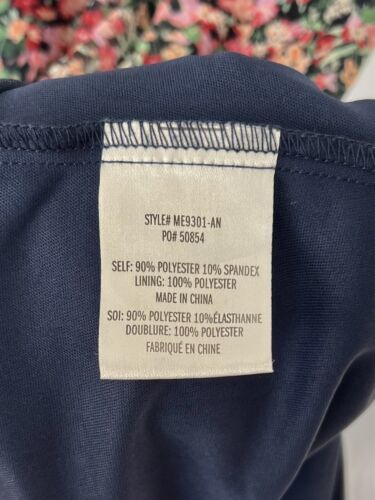 STYLE# ME9301-AN
PO# 50854
SELF: 90% POLYESTER 10% SPANDEX
LINING: 100% POLYESTER
MADE IN CHINA
SOI: 90% POLYESTER 10%ÉLASTHANNE
DOUBLURE: 100% POLYESTER
FABRIQUÉ EN CHINE